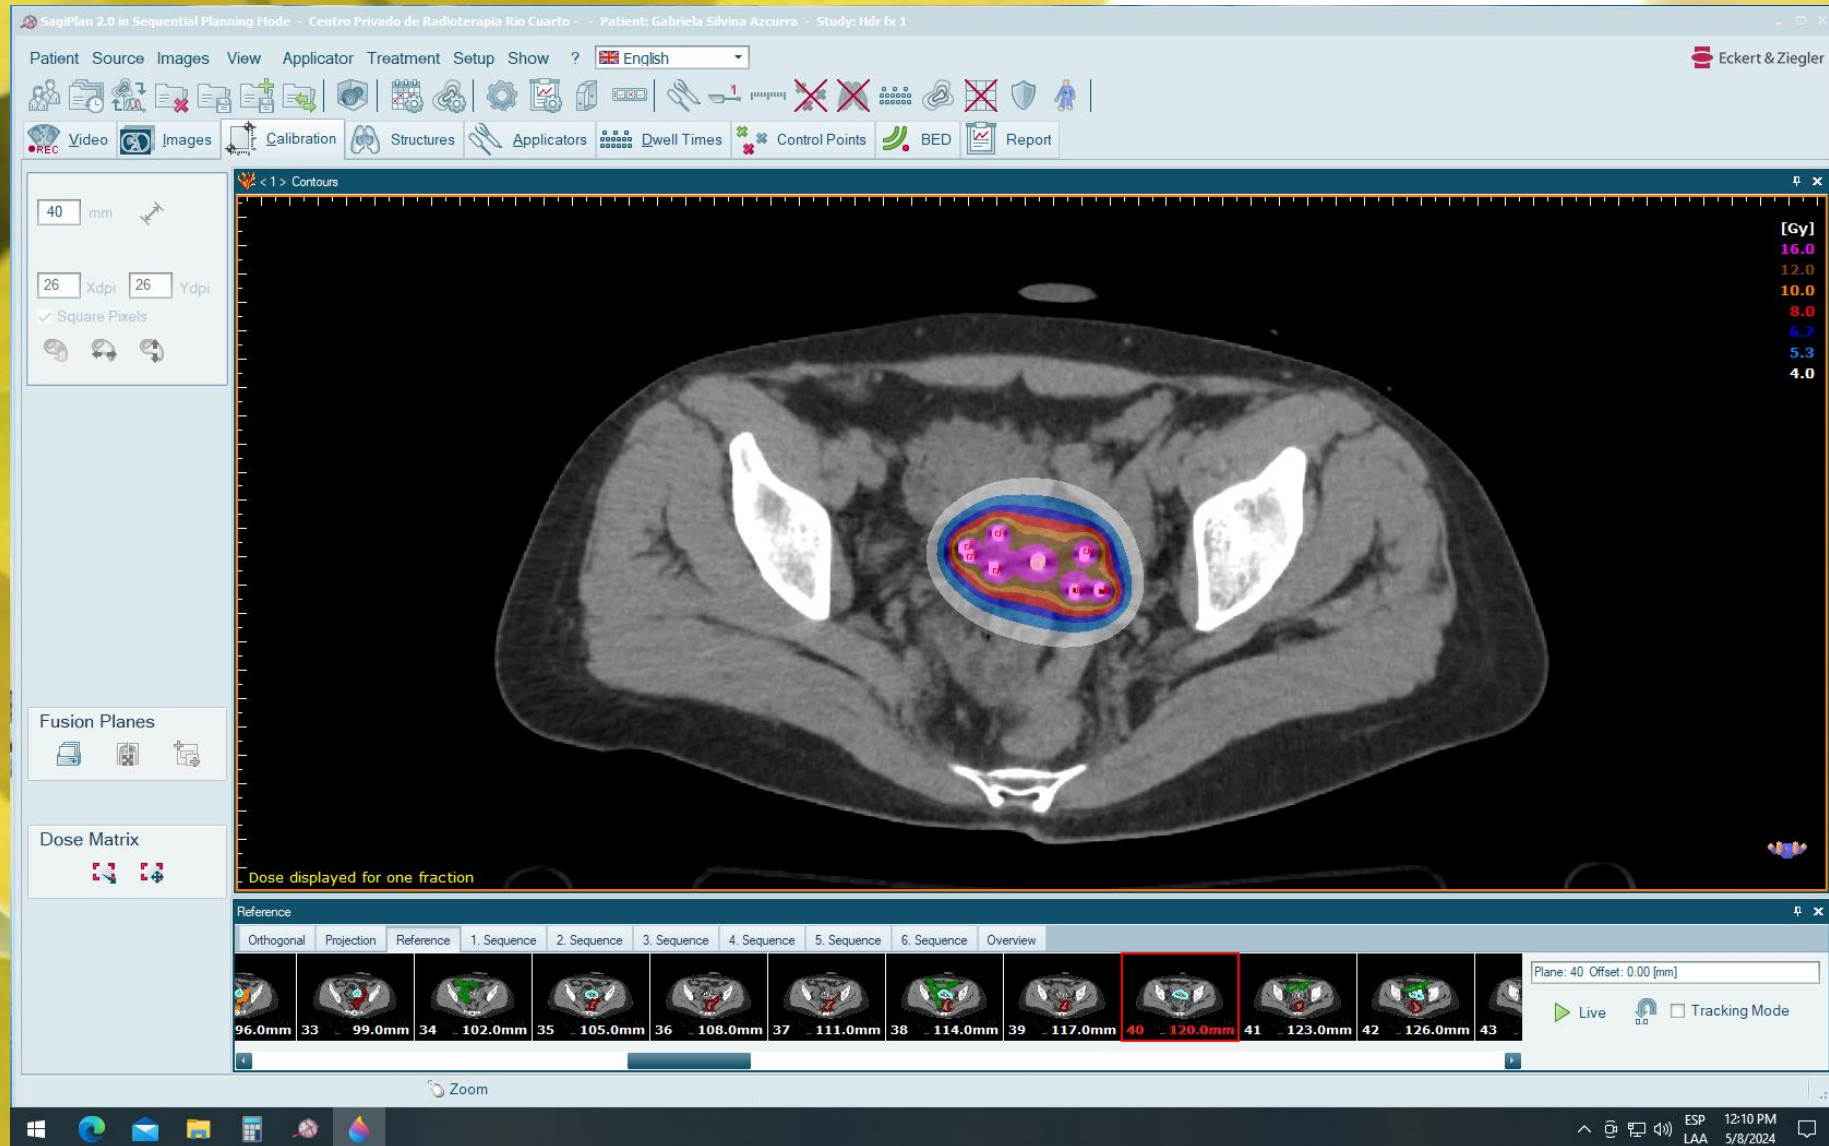 SagiPlan 2.0 in Sequential Planning Mode - Centro Privado de Radioterapia Rio Cuarto - - Patient: Gabriela Silvina Azcurra - Study: Hdr fx 1
Patient Source Images View Applicator Treatment Setup Show ? English
Eckert & Ziegler
1
REC Video Images Calibration Structures Applicators Dwell Times Control Points BED Report
< 1 > Contours
40 mm
26 Xdpi 26 Ydpi
Square Pixels
Fusion Planes
Dose Matrix
[Gy]
16.0
12.0
10.0
8.0
6.7
5.3
4.0
Dose displayed for one fraction
Reference
Orthogonal Projection Reference 1. Sequence 2. Sequence 3. Sequence 4. Sequence 5. Sequence 6. Sequence Overview
96.0mm 33 99.0mm 34 102.0mm 35 105.0mm 36 108.0mm 37 111.0mm 38 114.0mm 39 117.0mm 40 120.0mm 41 123.0mm 42 126.0mm 43
Plane: 40 Offset: 0.00 [mm]
Live 0.0 Tracking Mode
Zoom
ESP 12:10 PM
LAA 5/8/2024